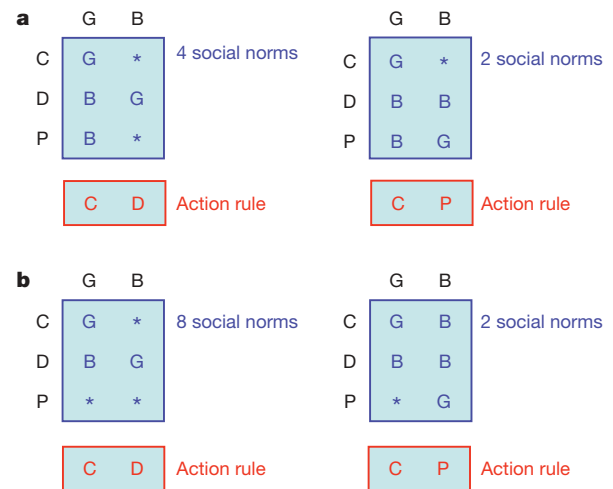 a
G B
C G * 4 social norms
D B G
P B *
C D Action rule
G B
C G * 2 social norms
D B B
P B G
C P Action rule
b
G B
C G * 8 social norms
D B G
P * *
C D Action rule
G B
C G B 2 social norms
D B B
P * G
C P Action rule